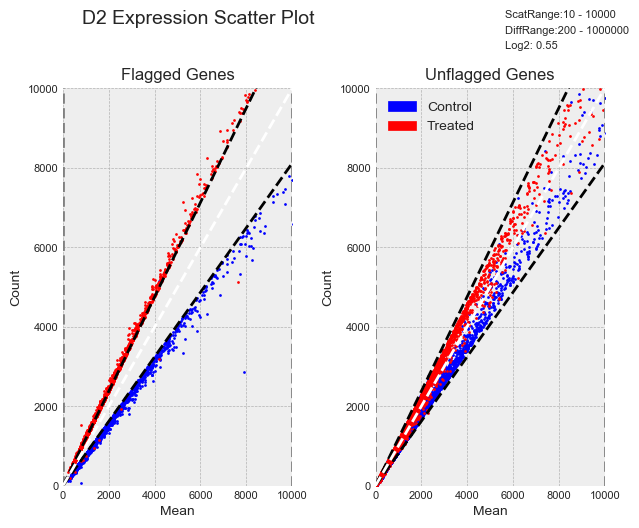 D2 Expression Scatter Plot
ScatRange:10 - 10000
DiffRange:200 - 1000000
Log2: 0.55
Flagged Genes
10000
8000
6000
4000
2000
0
Count
0 2000 4000 6000 8000 10000
Mean
Unflagged Genes
Control
Treated
10000
8000
6000
4000
2000
0
Count
0 2000 4000 6000 8000 10000
Mean